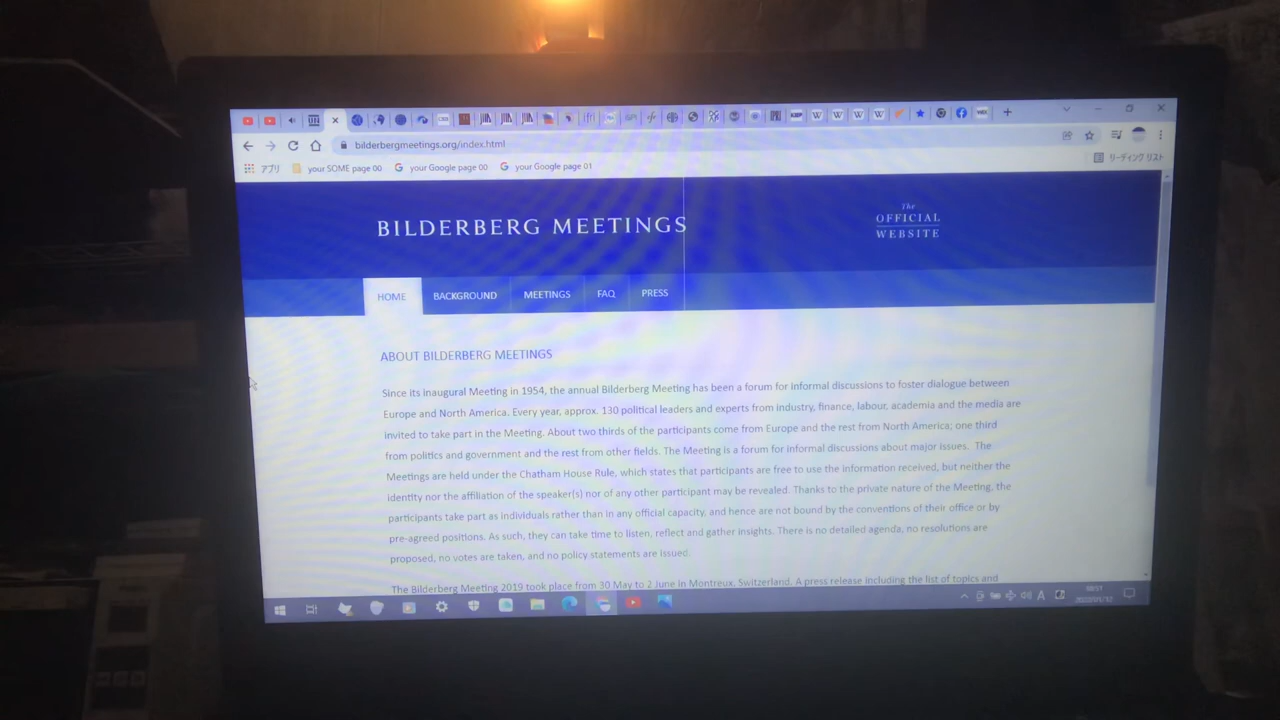 bilderbergmeetings.org/index.html
アプリ your SOME page 00 your Google page 00 your Google page 01 リーディング リスト
BILDERBERG MEETINGS
The
OFFICIAL
WEBSITE
HOME BACKGROUND MEETINGS FAQ PRESS
ABOUT BILDERBERG MEETINGS
Since its inaugural Meeting in 1954, the annual Bilderberg Meeting has been a forum for informal discussions to foster dialogue between
Europe and North America. Every year, approx. 130 political leaders and experts from industry, finance, labour, academia and the media are
invited to take part in the Meeting. About two thirds of the participants come from Europe and the rest from North America; one third
from politics and government and the rest from other fields. The Meeting is a forum for informal discussions about major issues. The
Meetings are held under the Chatham House Rule, which states that participants are free to use the information received, but neither the
identity nor the affiliation of the speaker(s) nor of any other participant may be revealed. Thanks to the private nature of the Meeting, the
participants take part as individuals rather than in any official capacity, and hence are not bound by the conventions of their office or by
pre-agreed positions. As such, they can take time to listen, reflect and gather insights. There is no detailed agenda, no resolutions are
proposed, no votes are taken, and no policy statements are issued.
The Bilderberg Meeting 2019 took place from 30 May to 2 June in Montreux, Switzerland. A press release including the list of topics and
A